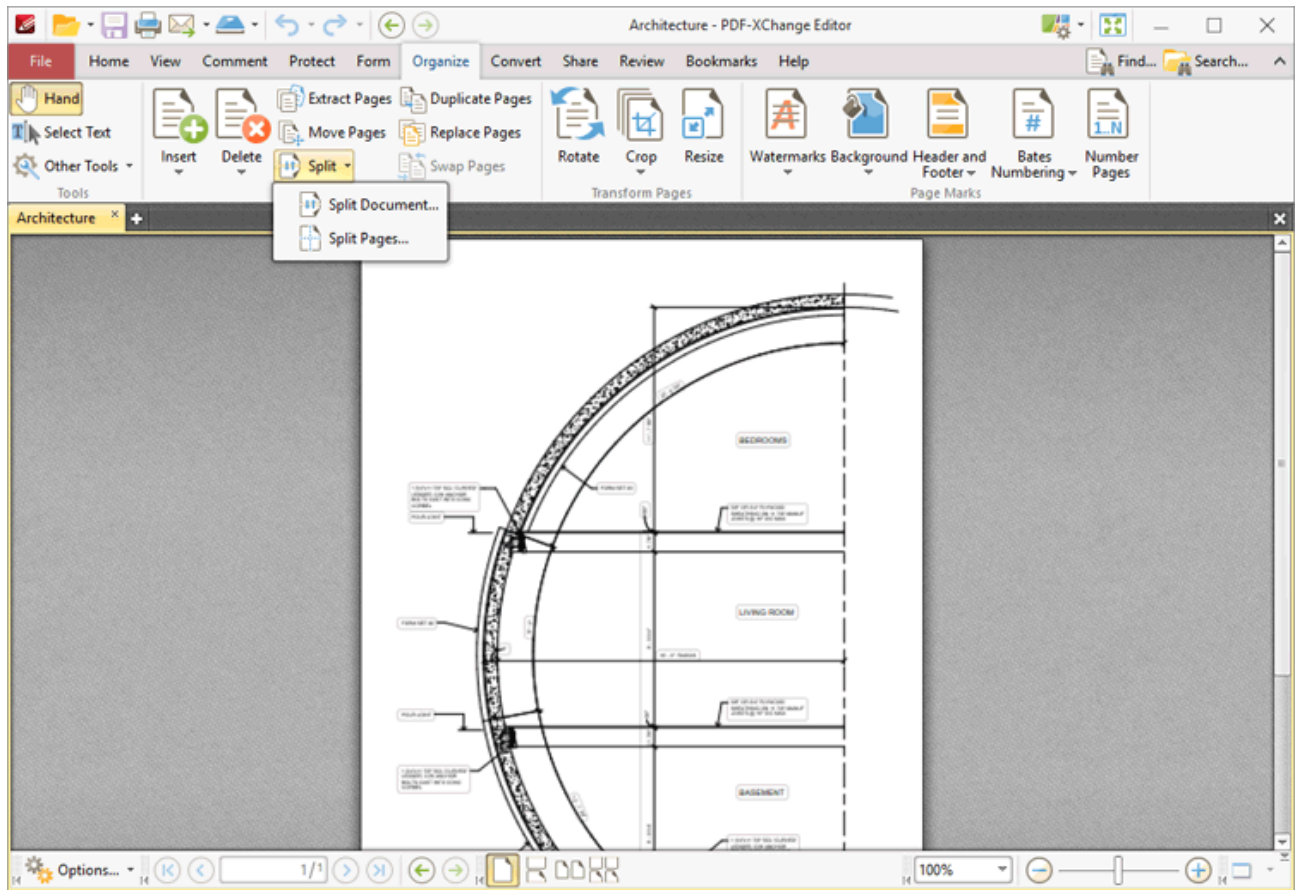 Architecture - PDF-XChange Editor
File Home View Comment Protect Form Organize Convert Share Review Bookmarks Help Find... Search...
Hand
Select Text
Other Tools
Tools
Insert
Delete
Extract Pages
Move Pages
Split
Duplicate Pages
Replace Pages
Swap Pages
Split Document...
Split Pages...
Rotate
Crop
Resize
Transform Pages
Watermarks
Background
Header and
Footer
Bates
Numbering
1..N
Number
Pages
Page Marks
Architecture
BEDROOMS
LIVING ROOM
BASEMENT
Options...
1/1
100%